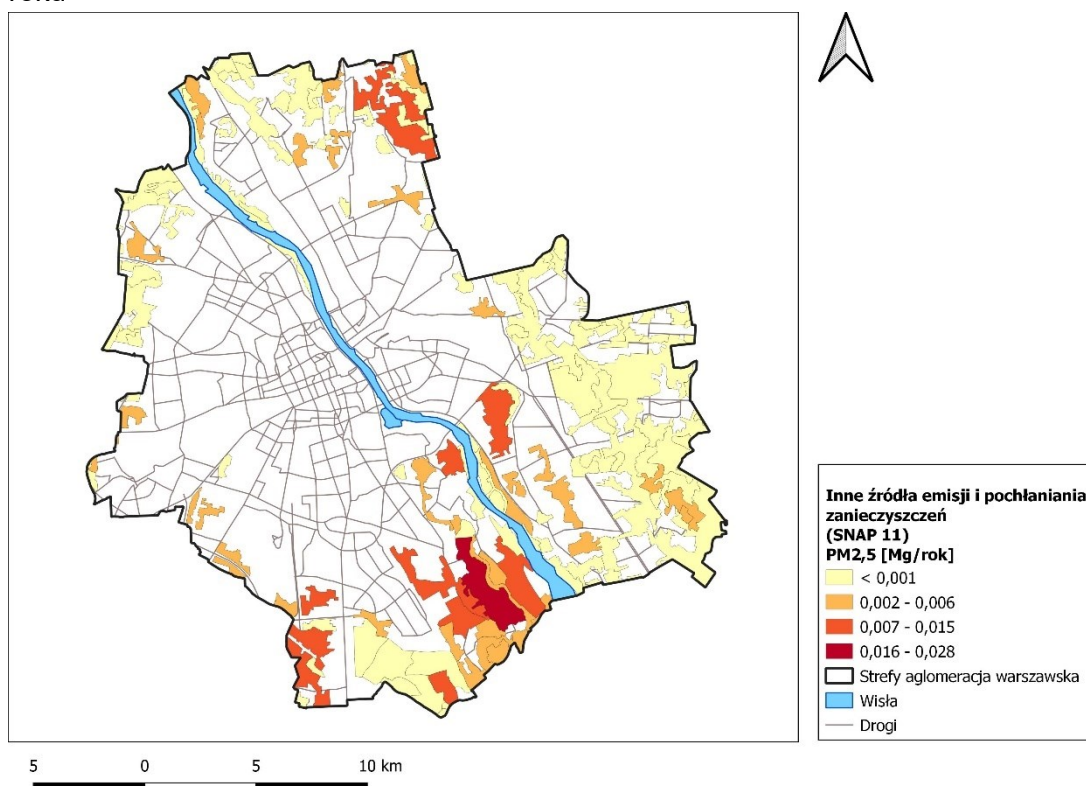 Inne źródła emisji i pochłaniania
zanieczyszczeń
(SNAP 11)
PM2,5 [Mg/rok]
< 0,001
0,002 - 0,006
0,007 - 0,015
0,016 - 0,028
Strefy aglomeracja warszawska
Wisła
Drogi
5 0 5 10 km